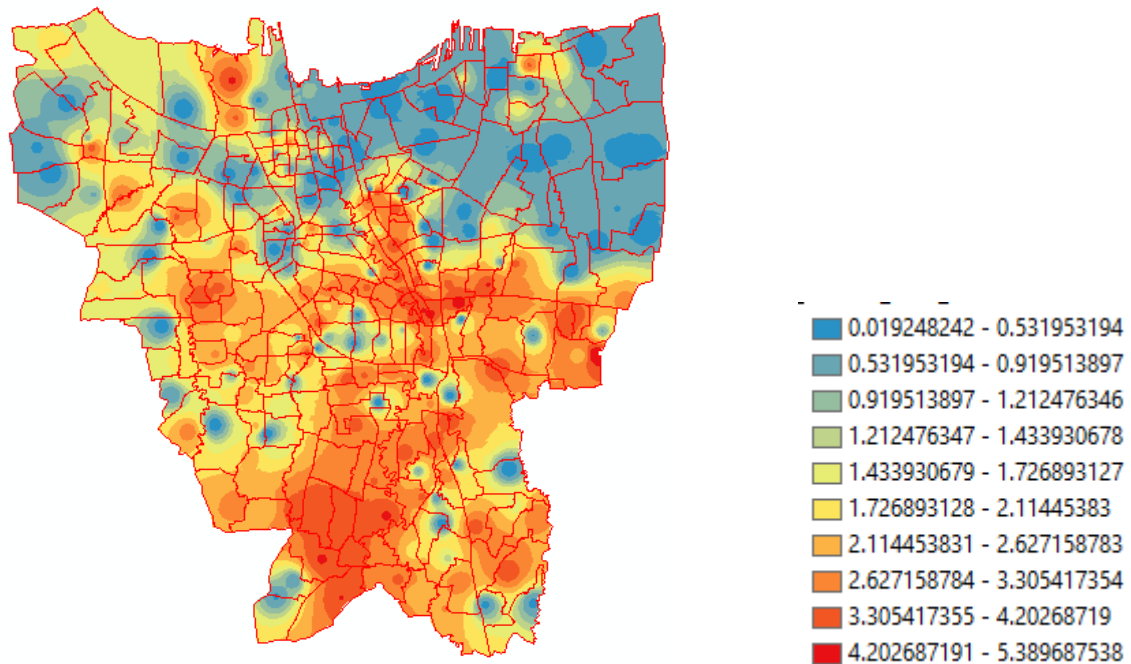 0.019248242 - 0.531953194
0.531953194 - 0.919513897
0.919513897 - 1.212476346
1.212476347 - 1.433930678
1.433930679 - 1.726893127
1.726893128 - 2.11445383
2.114453831 - 2.627158783
2.627158784 - 3.305417354
3.305417355 - 4.20268719
4.202687191 - 5.389687538